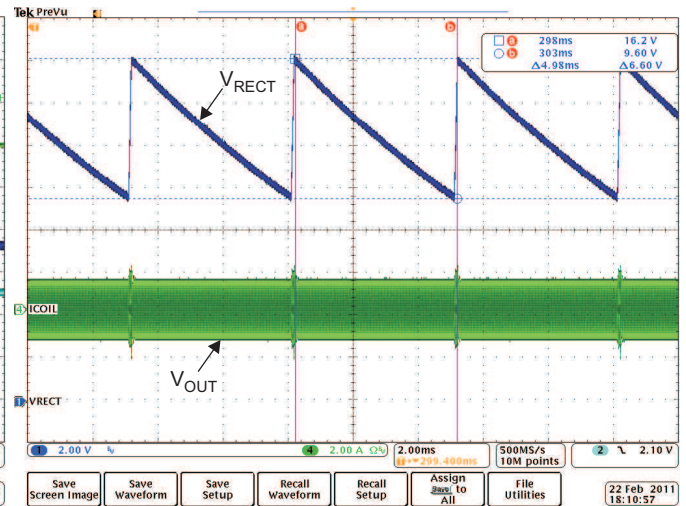 Tek PreVu
a b
a 298ms 16.2 V
b 303ms 9.60 V
Δ4.98ms Δ6.60 V
VRECT
4 ICOIL
VOUT
1 VRECT
1 2.00 V
4 2.00 A Ω
2.00ms
299.400ms
500MS/s
10M points
2 2.10 V
Save Screen Image
Save Waveform
Save Setup
Recall Waveform
Recall Setup
Assign Save to All
File Utilities
22 Feb 2011
18:10:57